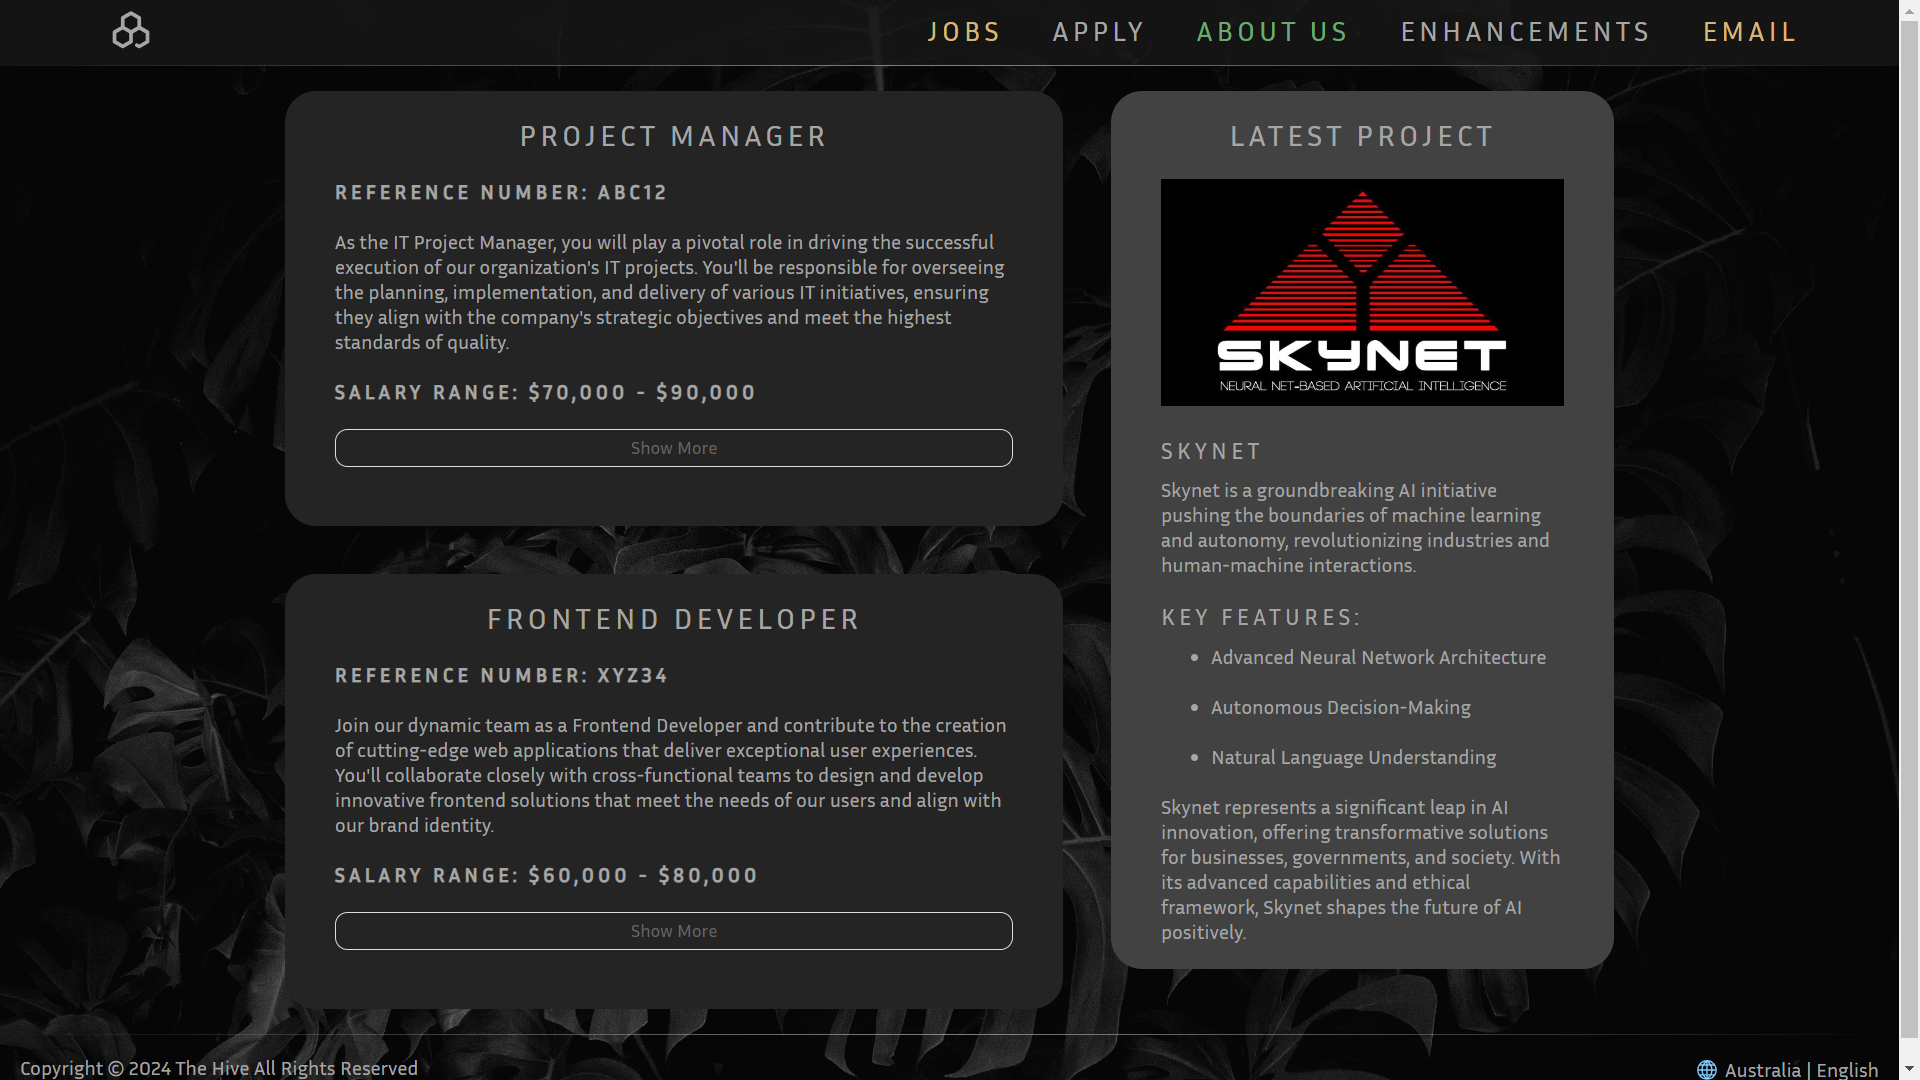 JOBS APPLY ABOUT US ENHANCEMENTS EMAIL
PROJECT MANAGER
REFERENCE NUMBER: ABC12
As the IT Project Manager, you will play a pivotal role in driving the successful
execution of our organization's IT projects. You'll be responsible for overseeing
the planning, implementation, and delivery of various IT initiatives, ensuring
they align with the company's strategic objectives and meet the highest
standards of quality.
SALARY RANGE: $70,000 - $90,000
Show More
FRONTEND DEVELOPER
REFERENCE NUMBER: XYZ34
Join our dynamic team as a Frontend Developer and contribute to the creation
of cutting-edge web applications that deliver exceptional user experiences.
You'll collaborate closely with cross-functional teams to design and develop
innovative frontend solutions that meet the needs of our users and align with
our brand identity.
SALARY RANGE: $60,000 - $80,000
Show More
LATEST PROJECT
SKYNET
NEURAL NET-BASED ARTIFICIAL INTELLIGENCE
SKYNET
Skynet is a groundbreaking AI initiative
pushing the boundaries of machine learning
and autonomy, revolutionizing industries and
human-machine interactions.
KEY FEATURES:
• Advanced Neural Network Architecture
• Autonomous Decision-Making
• Natural Language Understanding
Skynet represents a significant leap in AI
innovation, offering transformative solutions
for businesses, governments, and society. With
its advanced capabilities and ethical
framework, Skynet shapes the future of AI
positively.
Copyright © 2024 The Hive All Rights Reserved
Australia | English